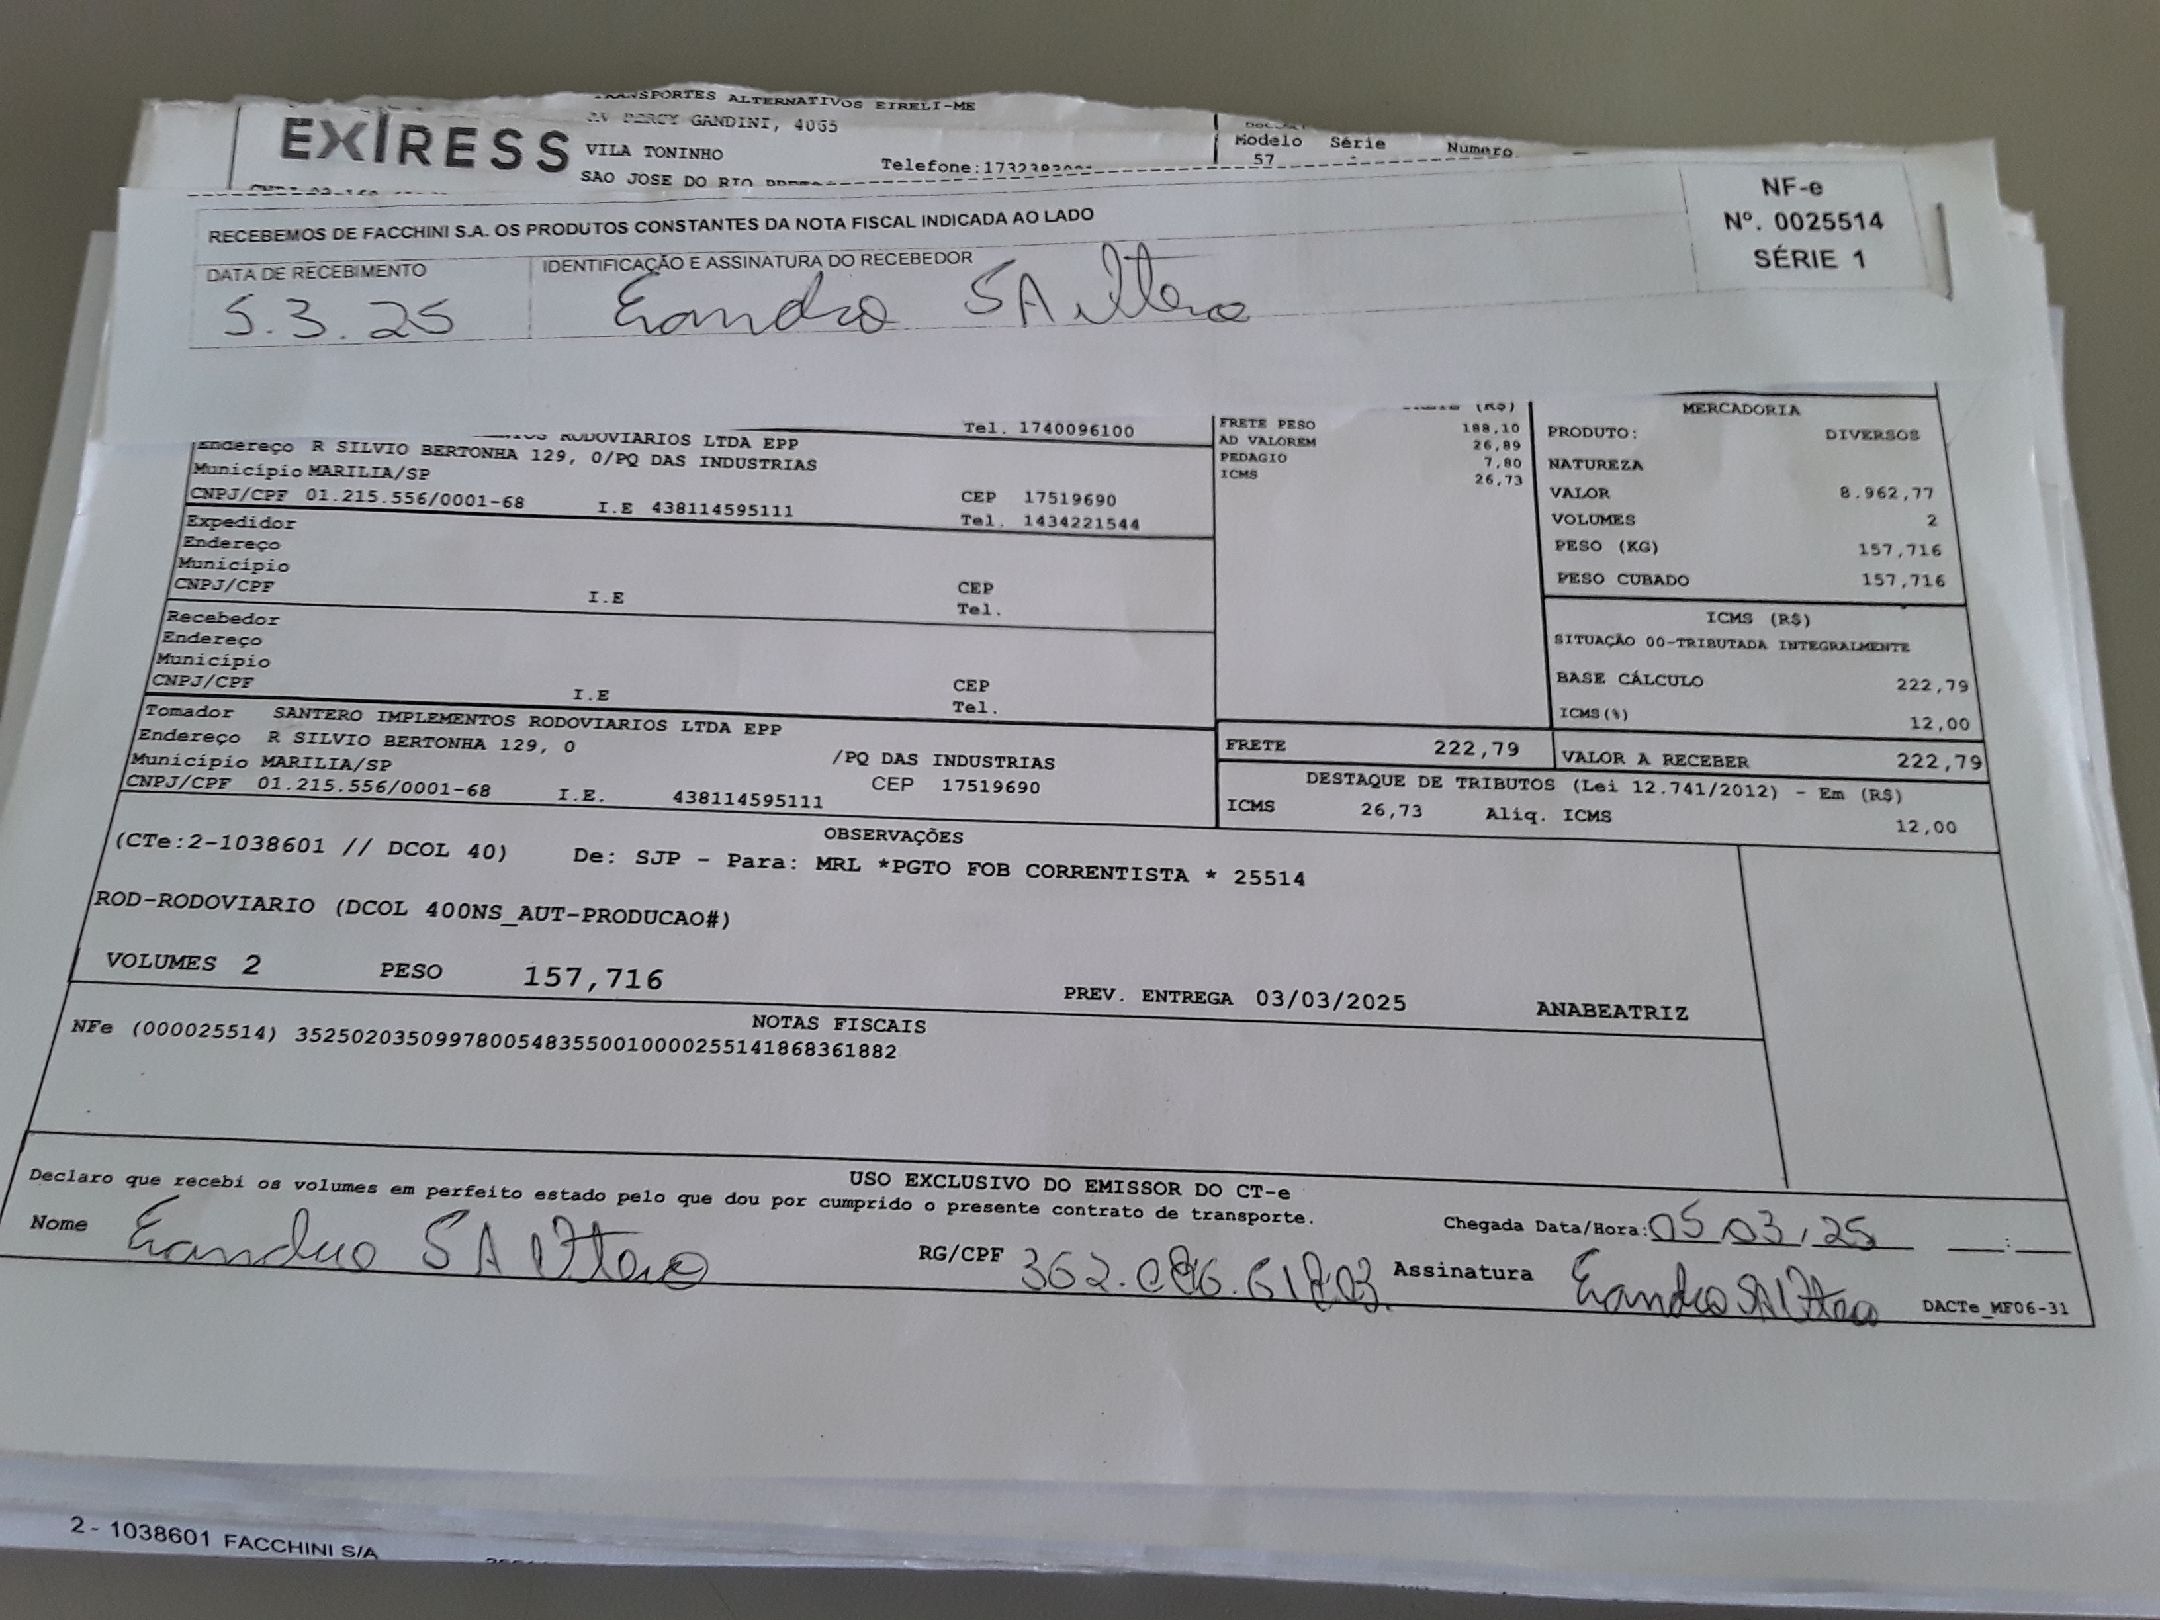 TRANSPORTES ALTERNATIVOS EIRELI-ME
EXIRESS
PERCY GANDINI, 4065
VILA TONINHO
Telefone:
SAO JOSE DO RIO
Modelo Série Numero
57
NF-e
Nº. 0025514
SÉRIE 1
RECEBEMOS DE FACCHINI S.A. OS PRODUTOS CONSTANTES DA NOTA FISCAL INDICADA AO LADO
DATA DE RECEBIMENTO IDENTIFICAÇÃO E ASSINATURA DO RECEBEDOR
5.3.25
Tel. 1740096100
RODOVIARIOS LTDA EPP
Endereço R SILVIO BERTONHA 129, 0/PQ DAS INDUSTRIAS
Município MARILIA/SP
CNPJ/CPF 01.215.556/0001-68 I.E 438114595111 CEP 17519690
Tel. 1434221544
Expedidor
Endereço
Município
CNPJ/CPF I.E CEP
Tel.
Recebedor
Endereço
Município
CNPJ/CPF I.E CEP
Tel.
Tomador SANTERO IMPLEMENTOS RODOVIARIOS LTDA EPP
Endereço R SILVIO BERTONHA 129, 0 /PQ DAS INDUSTRIAS
Município MARILIA/SP CEP 17519690
CNPJ/CPF 01.215.556/0001-68 I.E. 438114595111
(R$)
FRETE PESO 188,10
AD VALOREM 26,89
PEDAGIO 7,80
ICMS 26,73
MERCADORIA
PRODUTO: DIVERSOS
NATUREZA
VALOR 8.962,77
VOLUMES 2
PESO (KG) 157,716
PESO CUBADO 157,716
ICMS (R$)
SITUAÇÃO 00-TRIBUTADA INTEGRALMENTE
BASE CÁLCULO 222,79
ICMS(%) 12,00
FRETE 222,79 VALOR A RECEBER 222,79
DESTAQUE DE TRIBUTOS (Lei 12.741/2012) - Em (R$)
ICMS 26,73 Aliq. ICMS 12,00
OBSERVAÇÕES
(CTe:2-1038601 // DCOL 40) De: SJP - Para: MRL *PGTO FOB CORRENTISTA * 25514
ROD-RODOVIARIO (DCOL 400NS_AUT-PRODUCAO#)
VOLUMES 2 PESO 157,716 PREV. ENTREGA 03/03/2025 ANABEATRIZ
NOTAS FISCAIS
NFe (000025514) 35250203509978005483550010000255141868361882
USO EXCLUSIVO DO EMISSOR DO CT-e
Declaro que recebi os volumes em perfeito estado pelo que dou por cumprido o presente contrato de transporte.
Chegada Data/Hora: 05/03/25 __:__
Nome RG/CPF Assinatura
DACTe_MF06-31
2 - 1038601 FACCHINI S/A